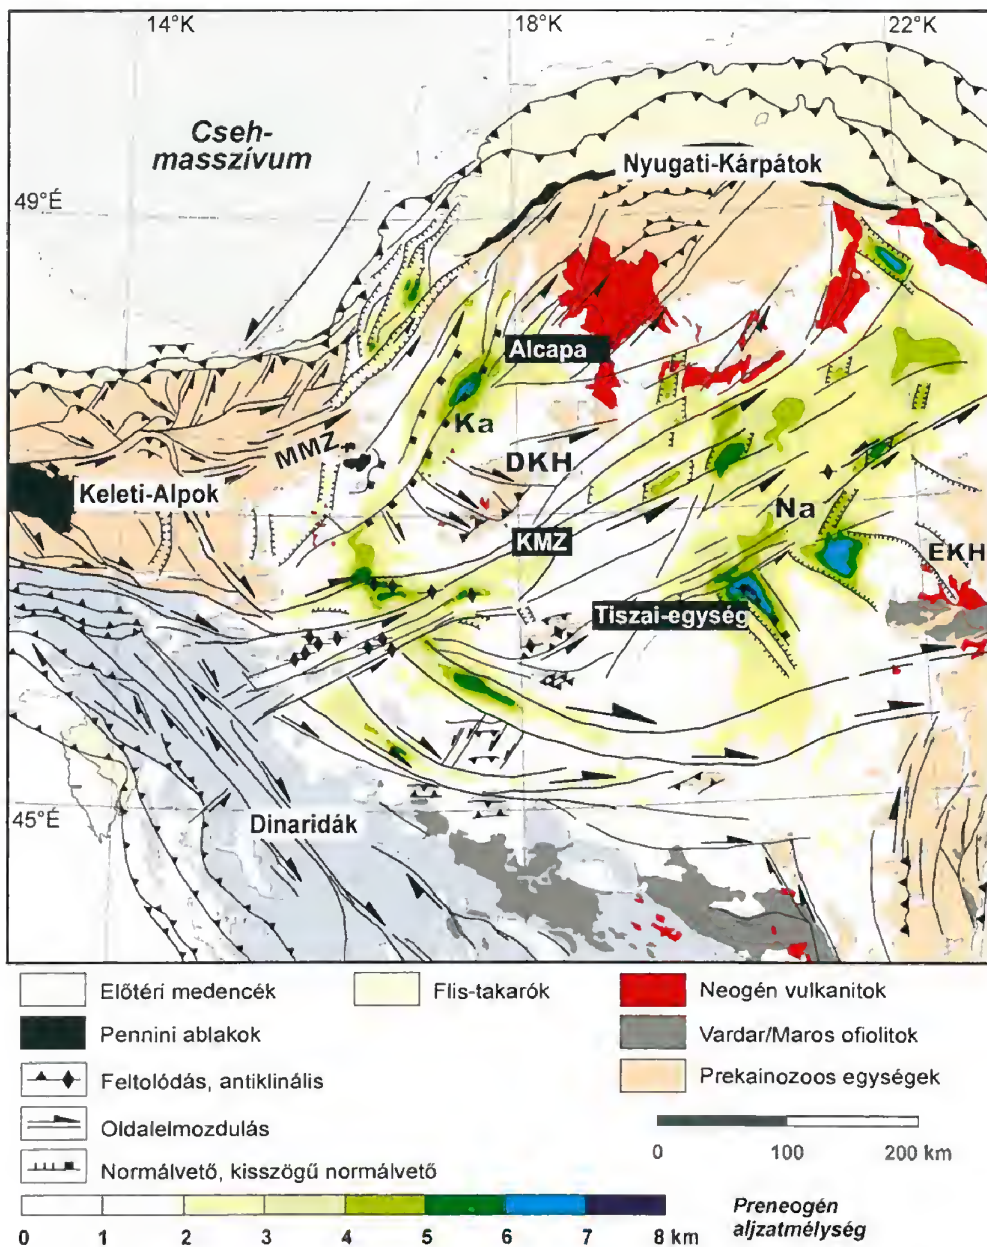 14°K 18°K 22°K
Cseh-
masszívum
Nyugati-Kárpátok
49°É
Alcapa
Ka
MMZ
DKH
Keleti-Alpok
Na
KMZ
EKH
Tiszai-egység
45°É
Dinaridák
Előtéri medencék
Flis-takarók
Neogén vulkanitok
Pennini ablakok
Vardar/Maros ofiolitok
Feltolódás, antiklinális
Prekainozoos egységek
Oldalelmozdulás
0 100 200 km
Normálvető, kisszögű normálvető
0 1 2 3 4 5 6 7 8 km
Preneogén
aljzatmélység